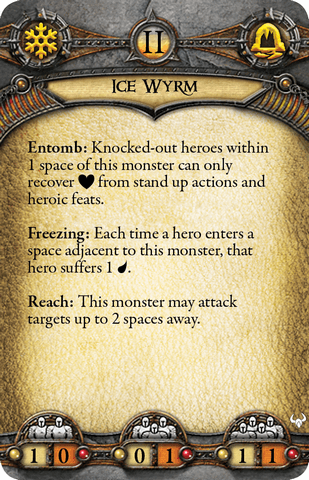 II
Ice Wyrm
Entomb: Knocked-out heroes within
1 space of this monster can only
recover ♥ from stand up actions and
heroic feats.
Freezing: Each time a hero enters a
space adjacent to this monster, that
hero suffers 1 .
Reach: This monster may attack
targets up to 2 spaces away.
1 0 0 1 1 1